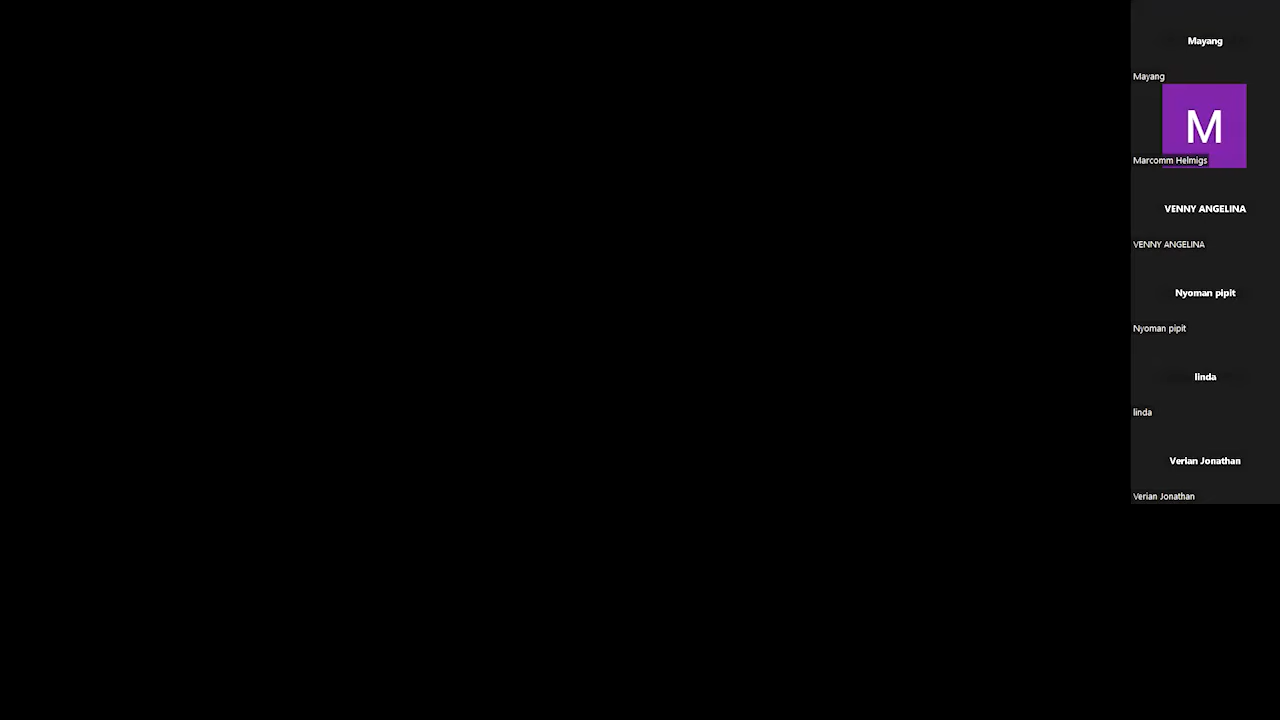 Mayang
Mayang
M
Marcomm Helmigs
VENNY ANGELINA
VENNY ANGELINA
Nyoman pipit
Nyoman pipit
linda
linda
Verian Jonathan
Verian Jonathan